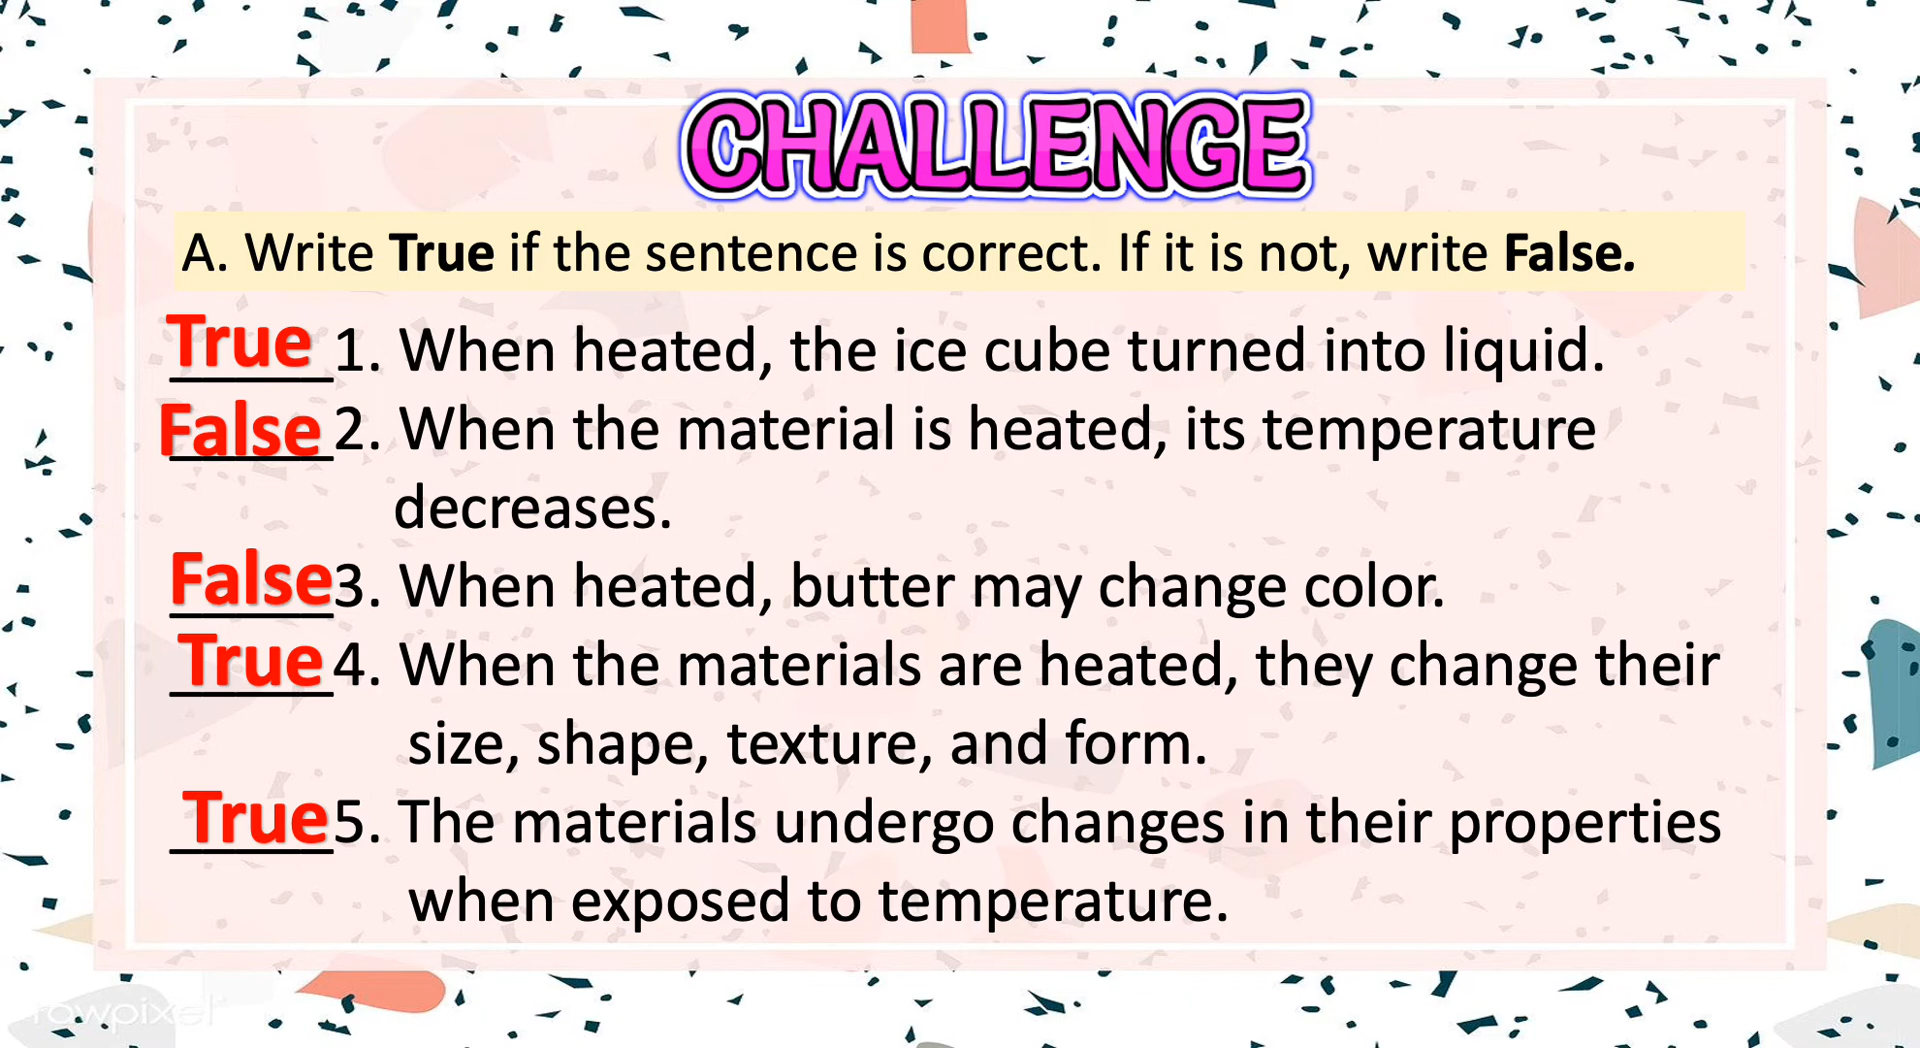 CHALLENGE
A. Write True if the sentence is correct. If it is not, write False.
True 1. When heated, the ice cube turned into liquid.
False 2. When the material is heated, its temperature
decreases.
False 3. When heated, butter may change color.
True 4. When the materials are heated, they change their
size, shape, texture, and form.
True 5. The materials undergo changes in their properties
when exposed to temperature.
rawpixel